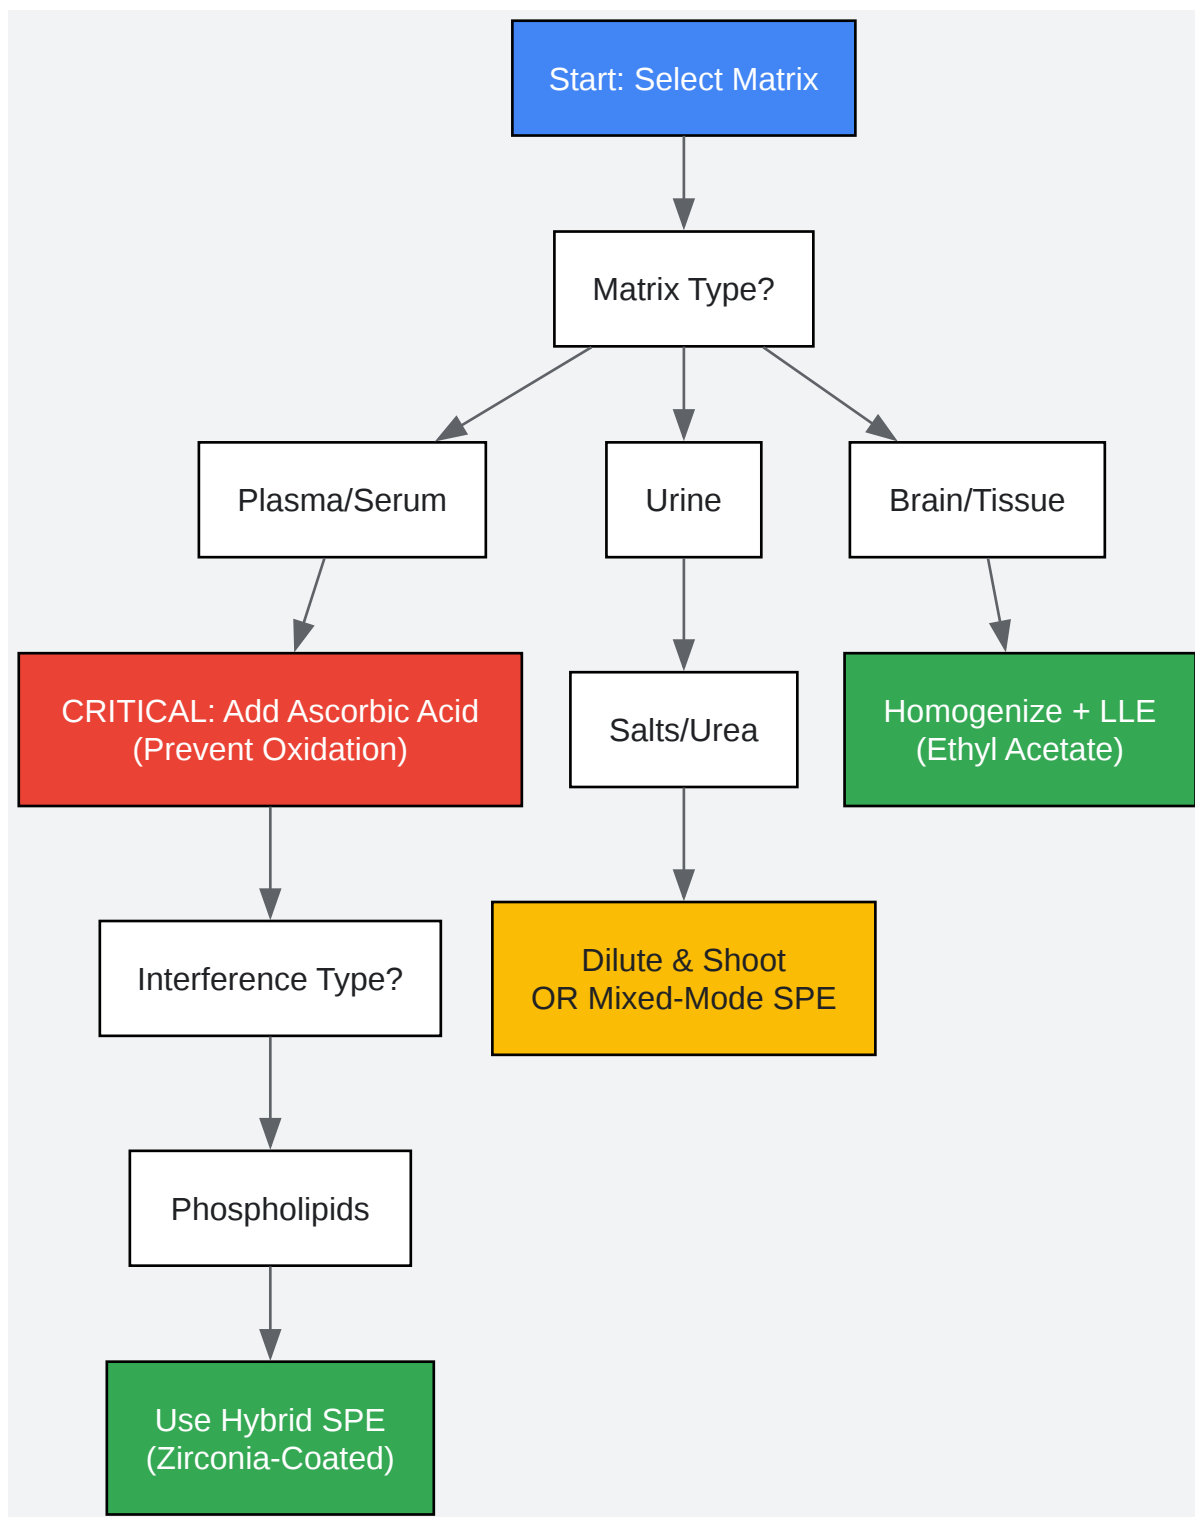 Start: Select Matrix
Matrix Type?
Plasma/Serum
Urine
Brain/Tissue
CRITICAL: Add Ascorbic Acid
(Prevent Oxidation)
Salts/Urea
Homogenize + LLE
(Ethyl Acetate)
Interference Type?
Dilute & Shoot
OR Mixed-Mode SPE
Phospholipids
Use Hybrid SPE
(Zirconia-Coated)